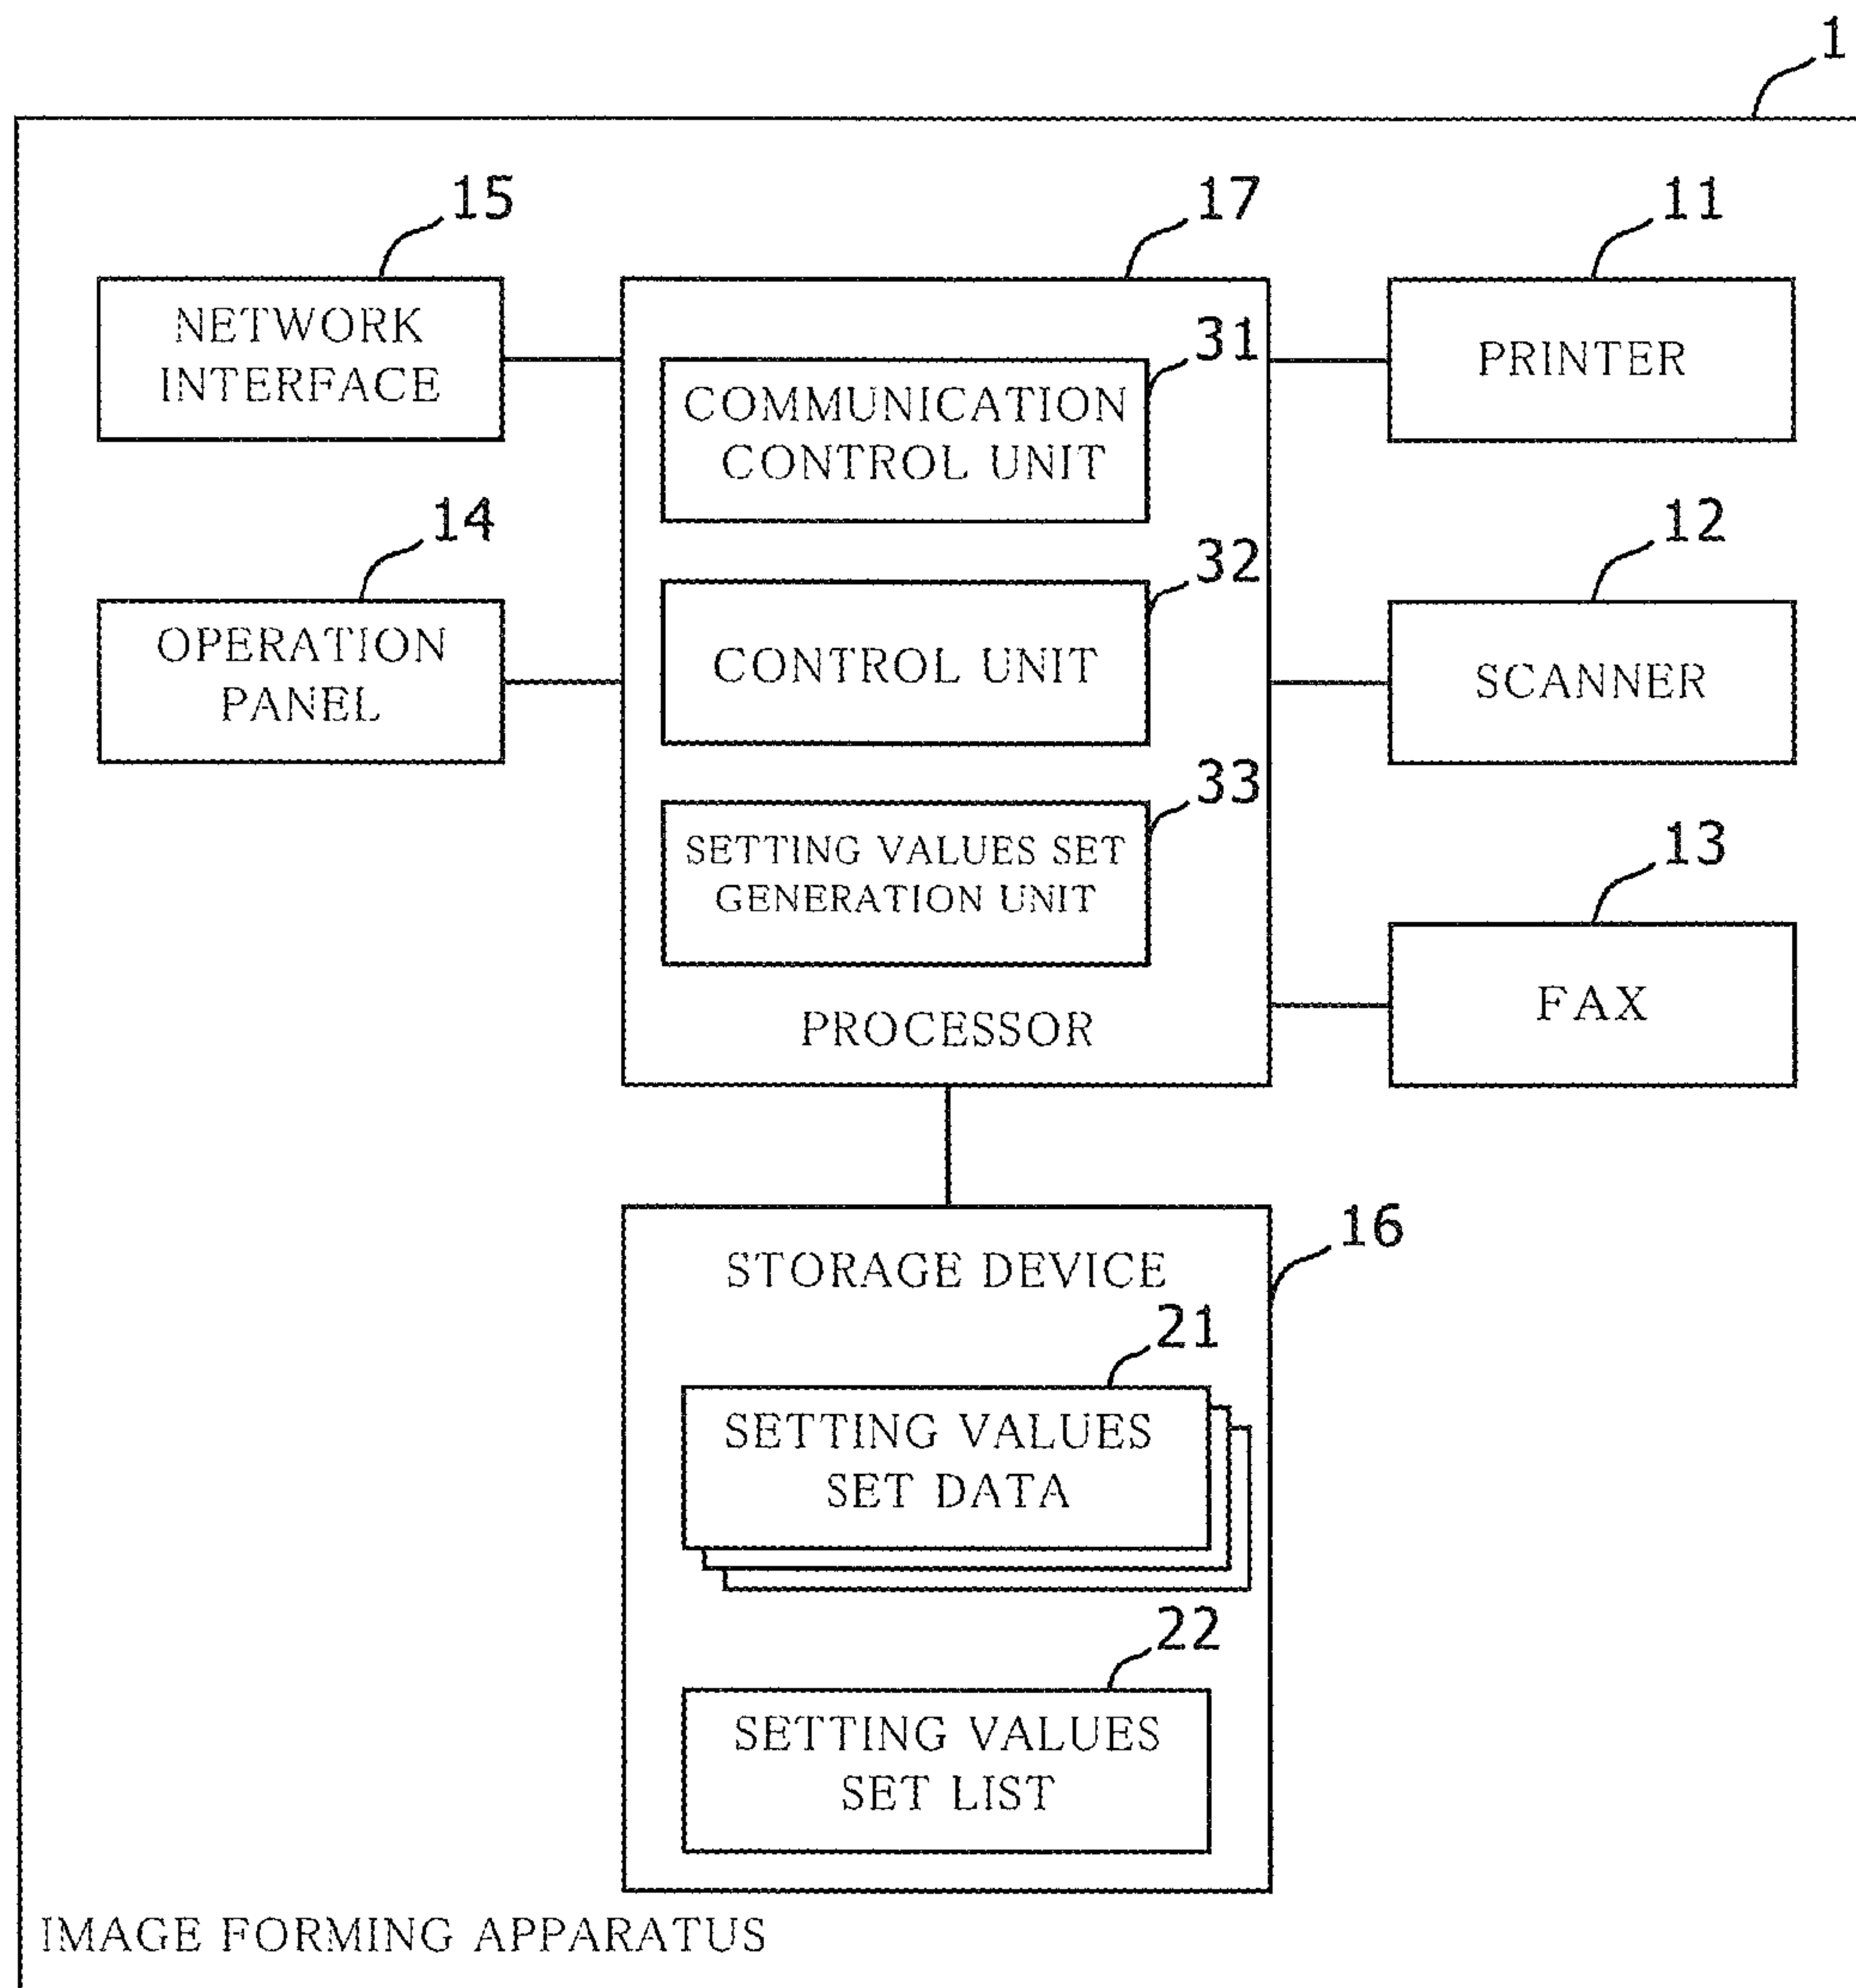 1
15
17
11
NETWORK
INTERFACE
31
COMMUNICATION
CONTROL UNIT
PRINTER
14
OPERATION
PANEL
32
CONTROL UNIT
12
SCANNER
33
SETTING VALUES SET
GENERATION UNIT
13
FAX
PROCESSOR
16
STORAGE DEVICE
21
SETTING VALUES
SET DATA
22
SETTING VALUES
SET LIST
IMAGE FORMING APPARATUS